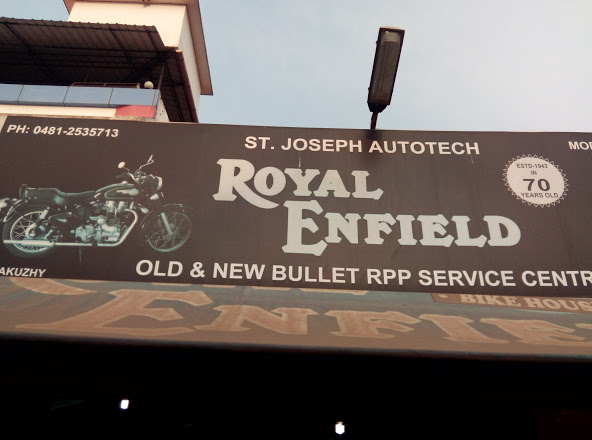 PH: 0481-2535713
ST. JOSEPH AUTOTECH
MO
ROYAL
ENFIELD
ESTD-1943
IN
70
YEARS OLD
AKUZHY
OLD & NEW BULLET RPP SERVICE CENTR
BIKE HOUS
ENFIE